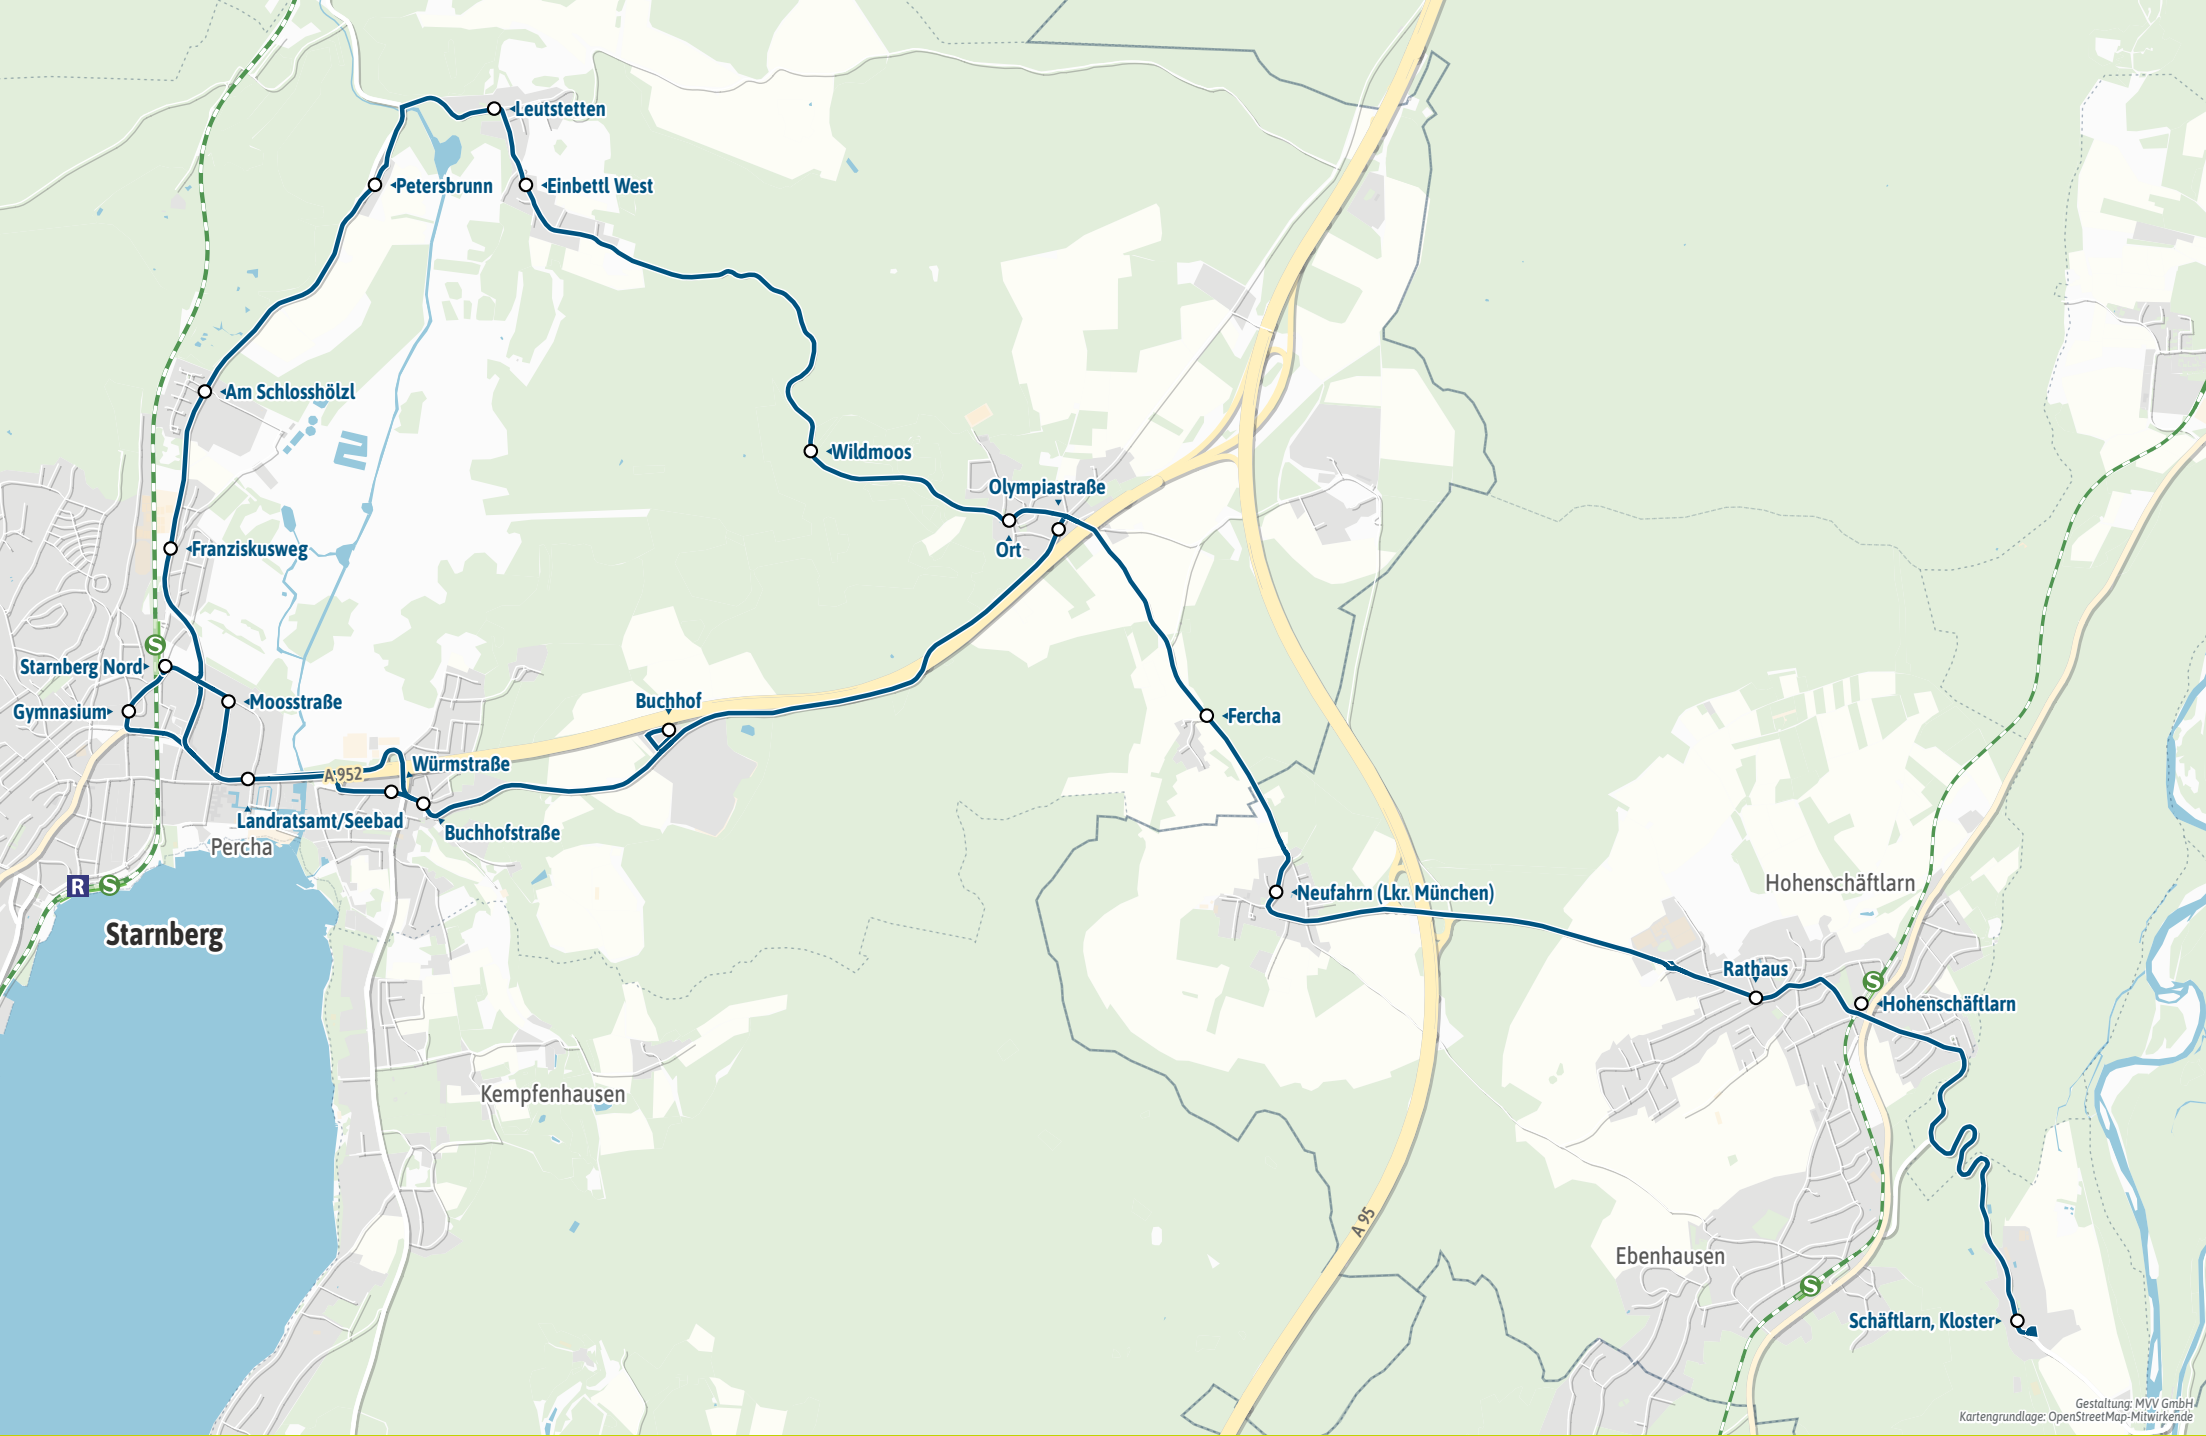 Leutstetten
Petersbrunn
Einbettl West
Am Schlosshölzl
Wildmoos
Olympiastraße
Ort
Franziskusweg
S
Starnberg Nord
Moosstraße
Gymnasium
Buchhof
Fercha
A 952
Würmstraße
Landratsamt/Seebad
Buchhofstraße
Percha
R
S
Starnberg
Neufahrn (Lkr. München)
Hohenschäftlarn
Rathaus
S
Hohenschäftlarn
Kempfenhausen
A 95
Ebenhausen
S
Schäftlarn, Kloster
Gestaltung: MVV GmbH
Kartengrundlage: OpenStreetMap-Mitwirkende